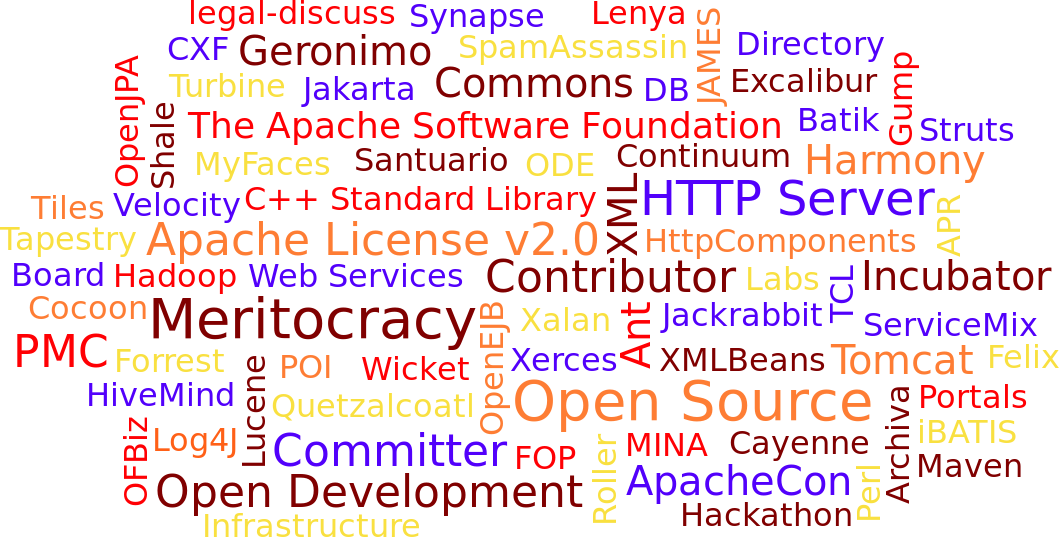 legal-discuss
Synapse
Lenya
JAMES
CXF
Geronimo
SpamAssassin
Directory
OpenJPA
Turbine
Jakarta
Commons
DB
Excalibur
Gump
Shale
The Apache Software Foundation
Batik
Struts
MyFaces
Santuario
ODE
Continuum
Harmony
Tiles
Velocity
C++ Standard Library
XML
HTTP Server
APR
Tapestry
Apache License v2.0
HttpComponents
Board
Hadoop
Web Services
Contributor
Labs
TCL
Incubator
Cocoon
Meritocracy
OpenEJB
Xalan
Ant
Jackrabbit
ServiceMix
PMC
Forrest
Lucene
POI
Wicket
Xerces
XMLBeans
Tomcat
Felix
HiveMind
Quetzalcoatl
Open Source
Archiva
Portals
OFBiz
Log4J
Committer
FOP
Roller
MINA
Cayenne
iBATIS
Open Development
ApacheCon
Perl
Maven
Infrastructure
Hackathon